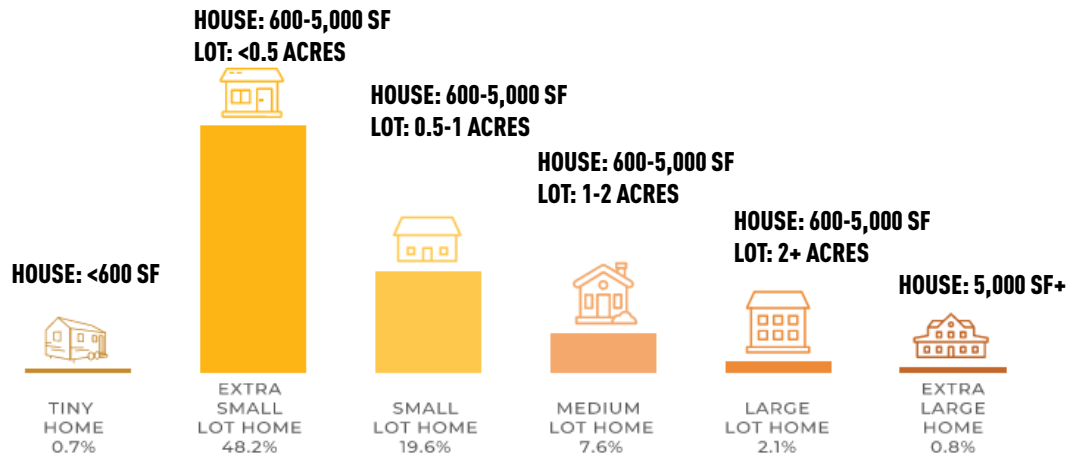 HOUSE: 600-5,000 SF
LOT: <0.5 ACRES
HOUSE: 600-5,000 SF
LOT: 0.5-1 ACRES
HOUSE: 600-5,000 SF
LOT: 1-2 ACRES
HOUSE: 600-5,000 SF
LOT: 2+ ACRES
HOUSE: <600 SF
HOUSE: 5,000 SF+
TINY
HOME
0.7%
EXTRA
SMALL
LOT HOME
48.2%
SMALL
LOT HOME
19.6%
MEDIUM
LOT HOME
7.6%
LARGE
LOT HOME
2.1%
EXTRA
LARGE
HOME
0.8%